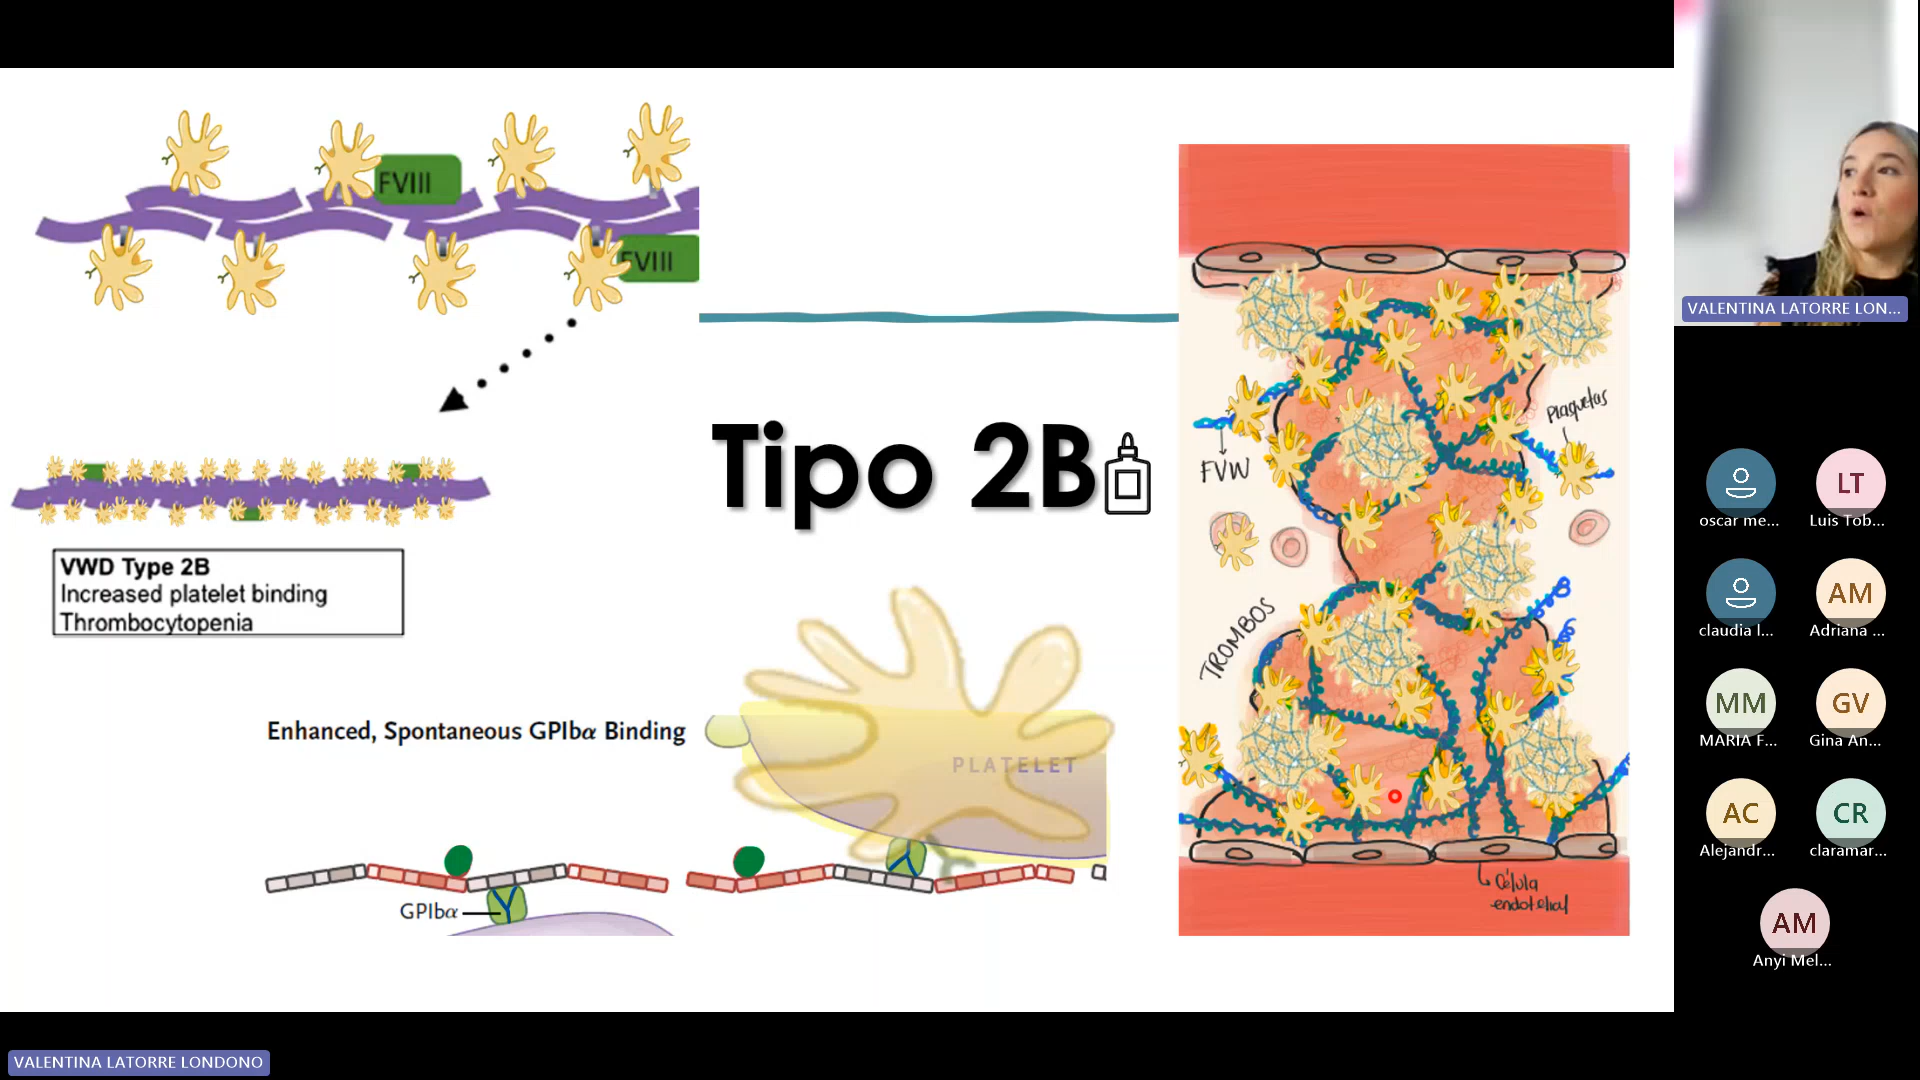 FVIII
FVIII
VWD Type 2B
Increased platelet binding
Thrombocytopenia
Tipo 2B
Enhanced, Spontaneous GPIbα Binding
PLATELET
GPIbα
Plaquetas
FVW
TROMBOS
Célula
endotelial
VALENTINA LATORRE LON...
oscar me...
LT
Luis Tob...
claudia l...
AM
Adriana ...
MM
MARIA F...
GV
Gina An...
AC
Alejandr...
CR
claramar...
AM
Anyi Mel...
VALENTINA LATORRE LONDONO